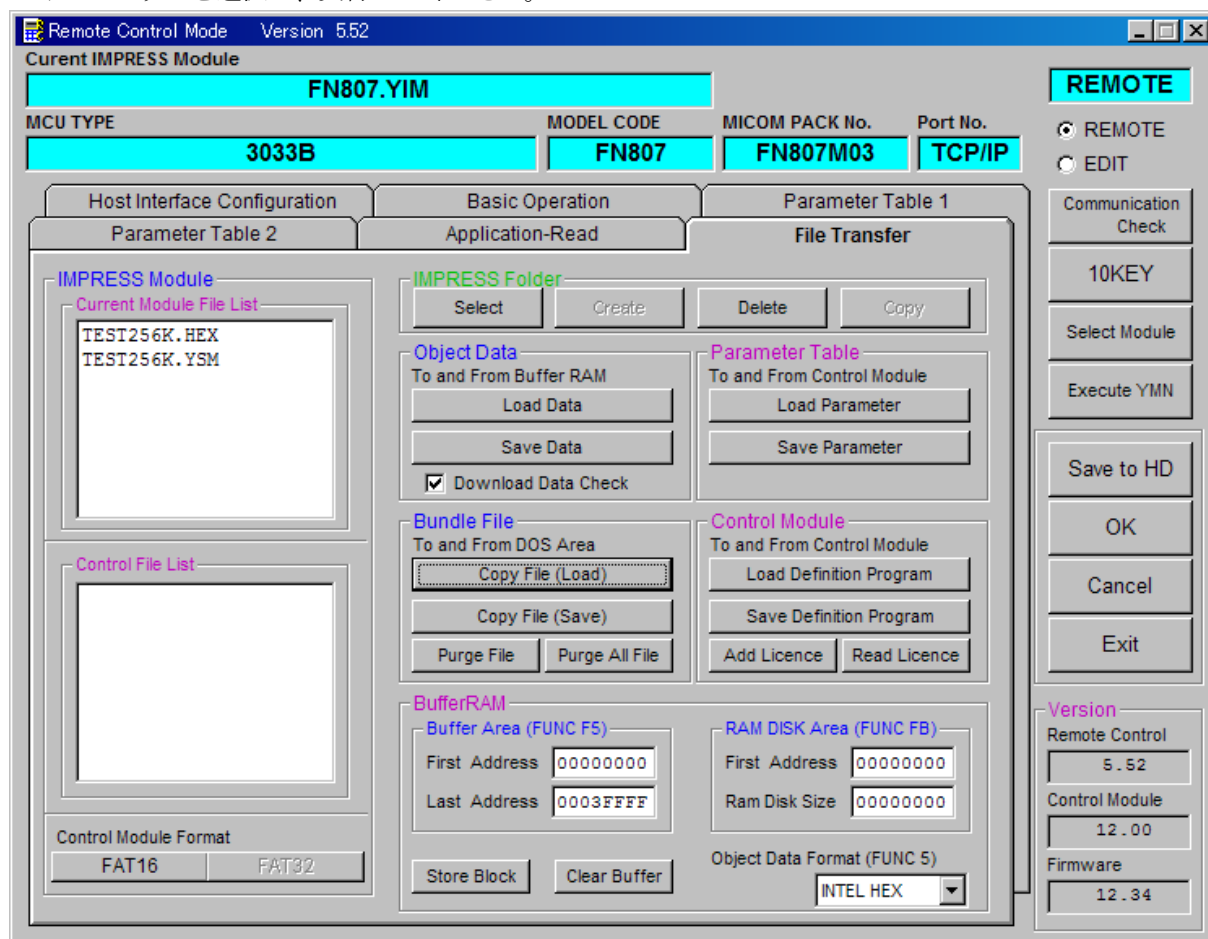 Remote Control Mode Version 5.52
Curent IMPRESS Module
FN807.YIM
REMOTE
MCU TYPE
MODEL CODE
MICOM PACK No.
Port No.
3033B
FN807
FN807M03
TCP/IP
REMOTE
EDIT
Host Interface Configuration
Basic Operation
Parameter Table 1
Parameter Table 2
Application-Read
File Transfer
IMPRESS Module
Current Module File List
TEST256K.HEX
TEST256K.YSM
Control File List
Control Module Format
FAT16
FAT32
IMPRESS Folder
Select
Create
Delete
Copy
Object Data
To and From Buffer RAM
Load Data
Save Data
Download Data Check
Parameter Table
To and From Control Module
Load Parameter
Save Parameter
Bundle File
To and From DOS Area
Copy File (Load)
Copy File (Save)
Purge File
Purge All File
Control Module
To and From Control Module
Load Definition Program
Save Definition Program
Add Licence
Read Licence
BufferRAM
Buffer Area (FUNC F5)
First Address 00000000
Last Address 0003FFFF
RAM DISK Area (FUNC FB)
First Address 00000000
Ram Disk Size 00000000
Store Block
Clear Buffer
Object Data Format (FUNC 5)
INTEL HEX
Communication
Check
10KEY
Select Module
Execute YMN
Save to HD
OK
Cancel
Exit
Version
Remote Control
5.52
Control Module
12.00
Firmware
12.34